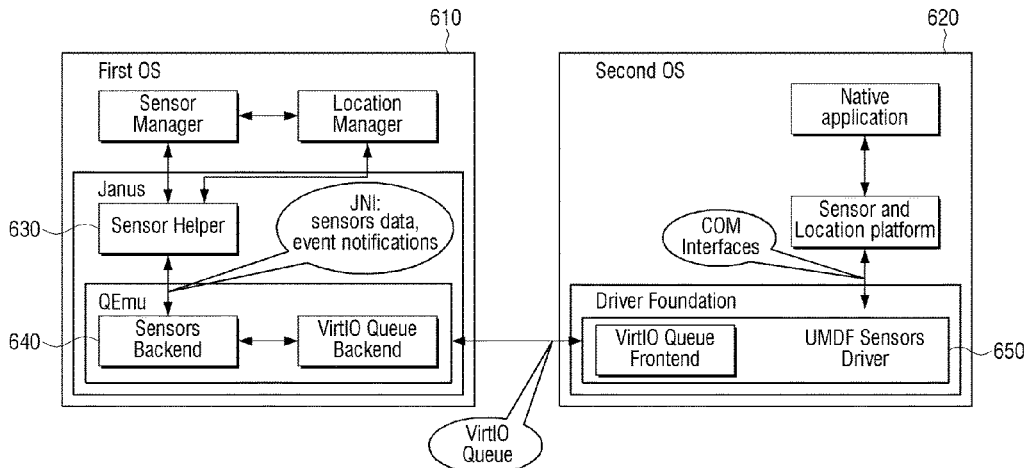 610
620
First OS
Sensor
Manager
Location
Manager
Janus
630
Sensor Helper
JNI:
sensors data,
event notifications
QEmu
640
Sensors
Backend
VirtIO Queue
Backend
VirtIO
Queue
Second OS
Native
application
Sensor and
Location platform
COM
Interfaces
Driver Foundation
VirtIO Queue
Frontend
UMDF Sensors
Driver
650